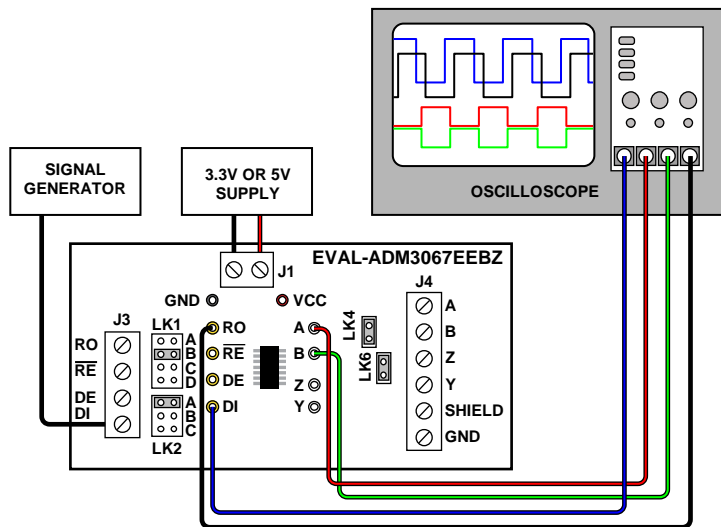 SIGNAL
GENERATOR
3.3V OR 5V
SUPPLY
OSCILLOSCOPE
EVAL-ADM3067EEBZ
J1
J4
GND
VCC
J3
LK1
RO
RE
DE
DI
A
B
C
D
A
B
C
LK2
RO
RE
DE
DI
A
B
Z
Y
LK4
LK6
A
B
Z
Y
SHIELD
GND